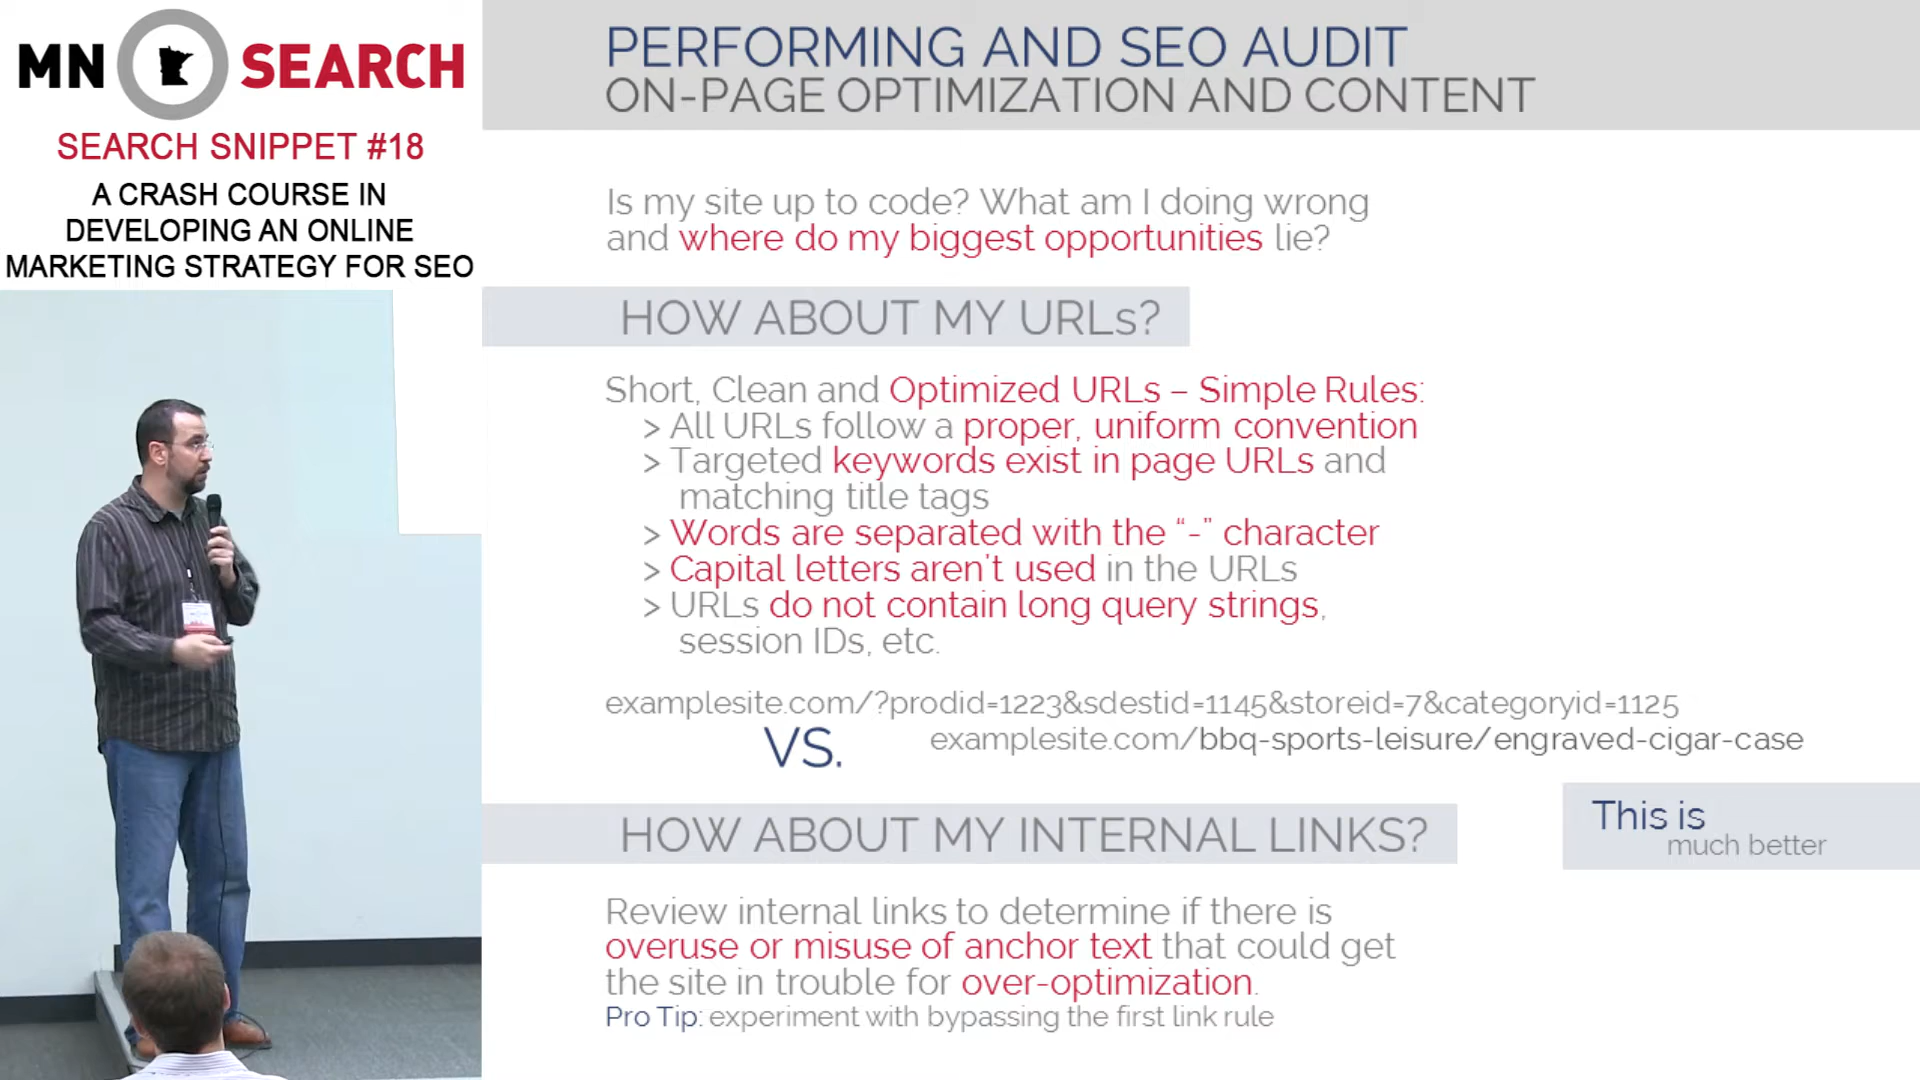 MN SEARCH
SEARCH SNIPPET #18
A CRASH COURSE IN
DEVELOPING AN ONLINE
MARKETING STRATEGY FOR SEO
PERFORMING AND SEO AUDIT
ON-PAGE OPTIMIZATION AND CONTENT
Is my site up to code? What am I doing wrong
and where do my biggest opportunities lie?
HOW ABOUT MY URLs?
Short, Clean and Optimized URLs – Simple Rules:
> All URLs follow a proper, uniform convention
> Targeted keywords exist in page URLs and
matching title tags
> Words are separated with the “-” character
> Capital letters aren't used in the URLs
> URLs do not contain long query strings,
session IDs, etc.
examplesite.com/?prodid=1223&sdestid=1145&storeid=7&categoryid=1125
VS.
examplesite.com/bbq-sports-leisure/engraved-cigar-case
This is
much better
HOW ABOUT MY INTERNAL LINKS?
Review internal links to determine if there is
overuse or misuse of anchor text that could get
the site in trouble for over-optimization.
Pro Tip: experiment with bypassing the first link rule